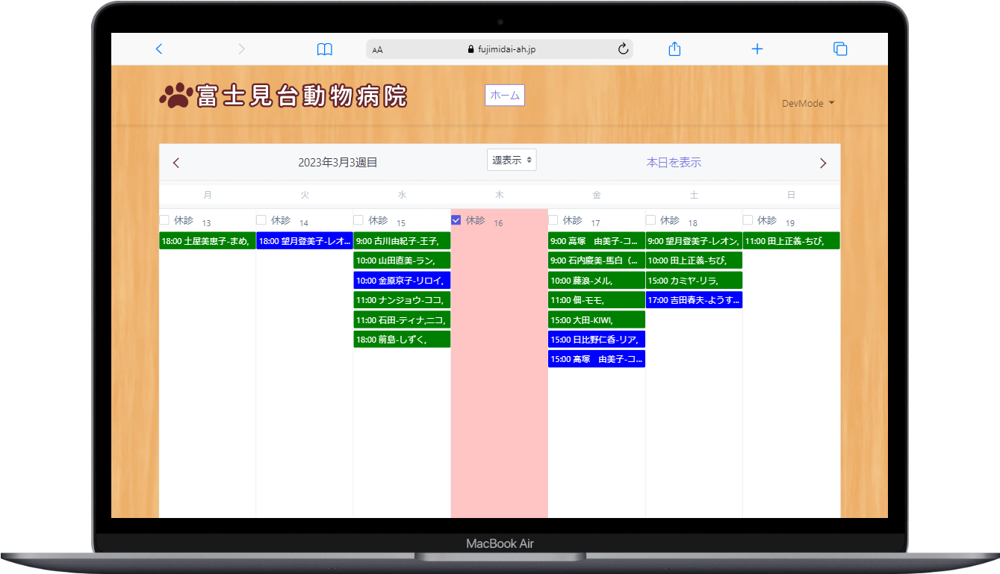 AA fujimidai-ah.jp
富士見台動物病院 ホーム DevMode
2023年3月3週目 週表示 本日を表示
月 火 水 木 金 土 日
休診 13 休診 14 休診 15 休診 16 休診 17 休診 18 休診 19
18:00 土屋美恵子-まめ, 18:00 望月登美子-レオ... 9:00 古川由紀子-王子, 9:00 高塚　由美子-コ... 9:00 望月登美子-レオン, 11:00 田上正義-ちび,
10:00 山田直美-ラン, 9:00 石内慶美-馬白（... 10:00 田上正義-ちび,
10:00 金原京子-リロイ, 10:00 藤浪-メル, 15:00 カミヤ-リラ,
11:00 ナンジョウ-ココ, 11:00 佃-モモ, 17:00 吉田春夫-ようす...
11:00 石田-ティナ,ニコ, 15:00 大田-KIWI,
18:00 前島-しずく, 15:00 日比野仁香-リア,
15:00 高塚　由美子-コ...
MacBook Air